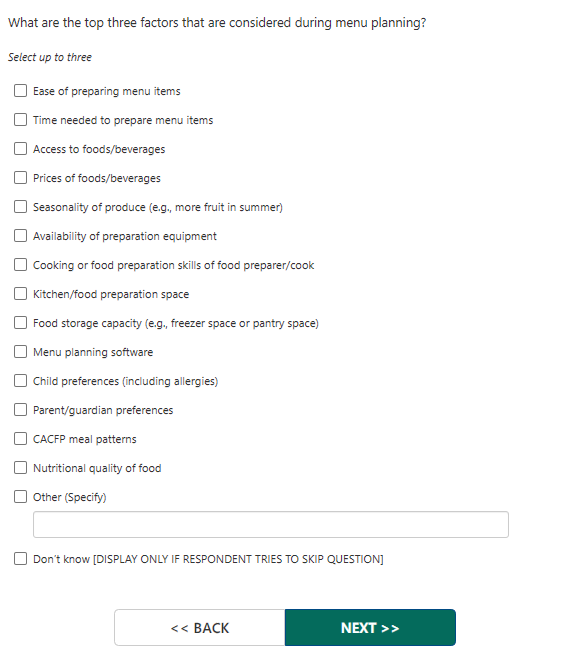 What are the top three factors that are considered during menu planning?
Select up to three
Ease of preparing menu items
Time needed to prepare menu items
Access to foods/beverages
Prices of foods/beverages
Seasonality of produce (e.g., more fruit in summer)
Availability of preparation equipment
Cooking or food preparation skills of food preparer/cook
Kitchen/food preparation space
Food storage capacity (e.g., freezer space or pantry space)
Menu planning software
Child preferences (including allergies)
Parent/guardian preferences
CACFP meal patterns
Nutritional quality of food
Other (Specify)
Don't know [DISPLAY ONLY IF RESPONDENT TRIES TO SKIP QUESTION]
<< BACK
NEXT >>